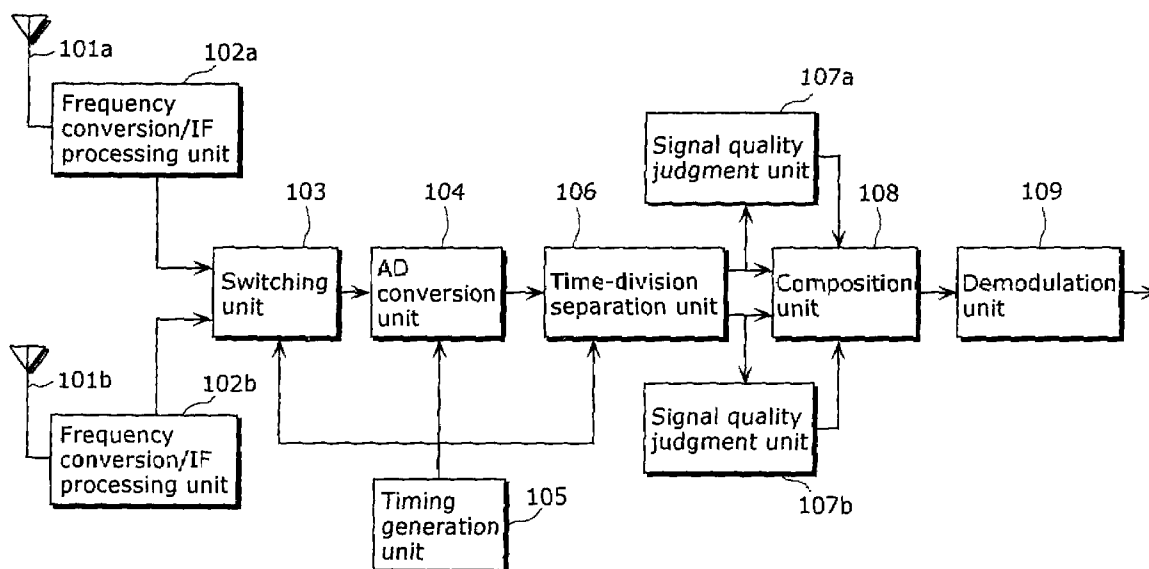 101a
102a
Frequency
conversion/IF
processing unit
107a
Signal quality
judgment unit
103
Switching
unit
104
AD
conversion
unit
106
Time-division
separation unit
108
Composition
unit
109
Demodulation
unit
101b
102b
Frequency
conversion/IF
processing unit
Signal quality
judgment unit
107b
105
Timing
generation
unit